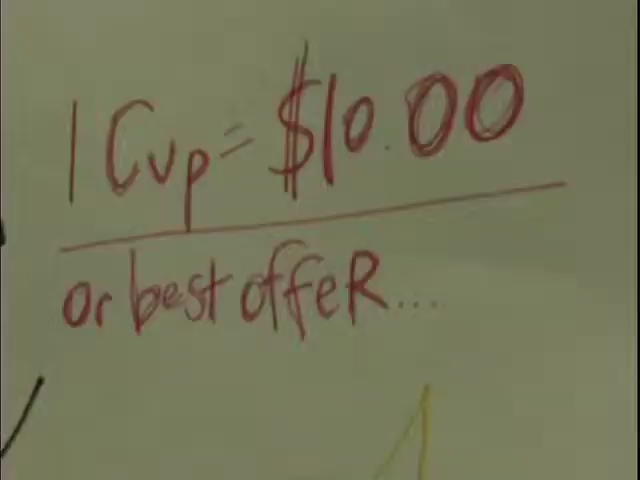 1 Cup = $10.00
or best offeR...